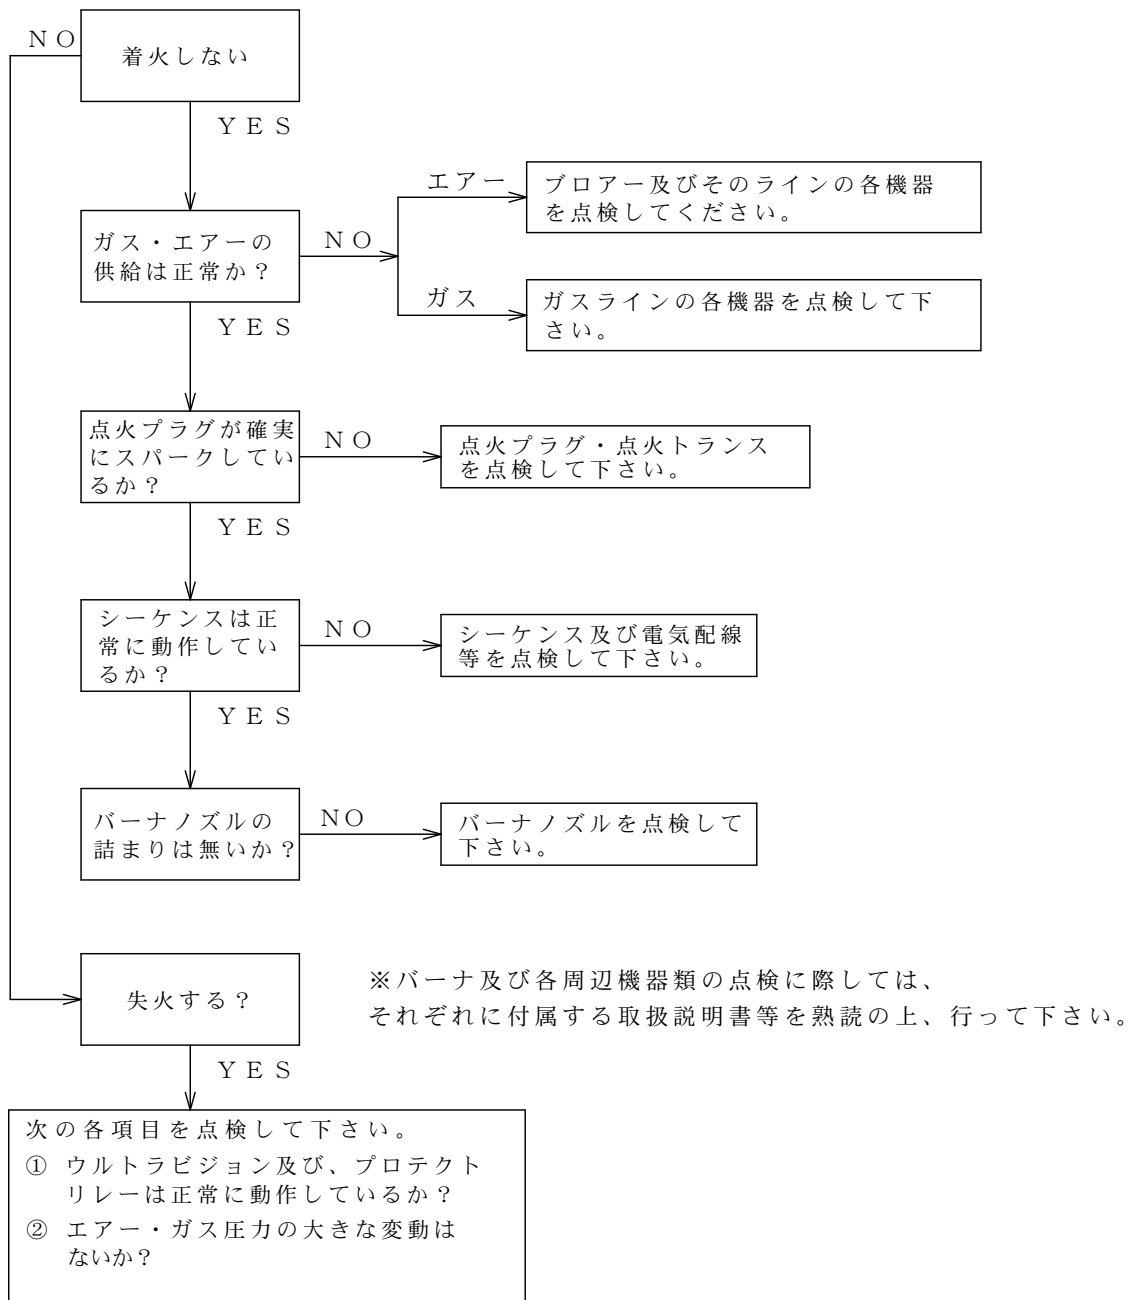 NO
着火しない
YES
エアー
ブロアー及びそのラインの各機器
を点検してください。
ガス・エアーの
供給は正常か？
NO
ガス
ガスラインの各機器を点検して下
さい。
YES
点火プラグが確実
にスパークしてい
るか？
NO
点火プラグ・点火トランス
を点検して下さい。
YES
シーケンスは正
常に動作してい
るか？
NO
シーケンス及び電気配線
等を点検して下さい。
YES
バーナノズルの
詰まりは無いか？
NO
バーナノズルを点検して
下さい。
失火する？
※バーナ及び各周辺機器類の点検に際しては、
それぞれに付属する取扱説明書等を熟読の上、行って下さい。
YES
次の各項目を点検して下さい。
① ウルトラビジョン及び、プロテクト
リレーは正常に動作しているか？
② エアー・ガス圧力の大きな変動は
ないか？